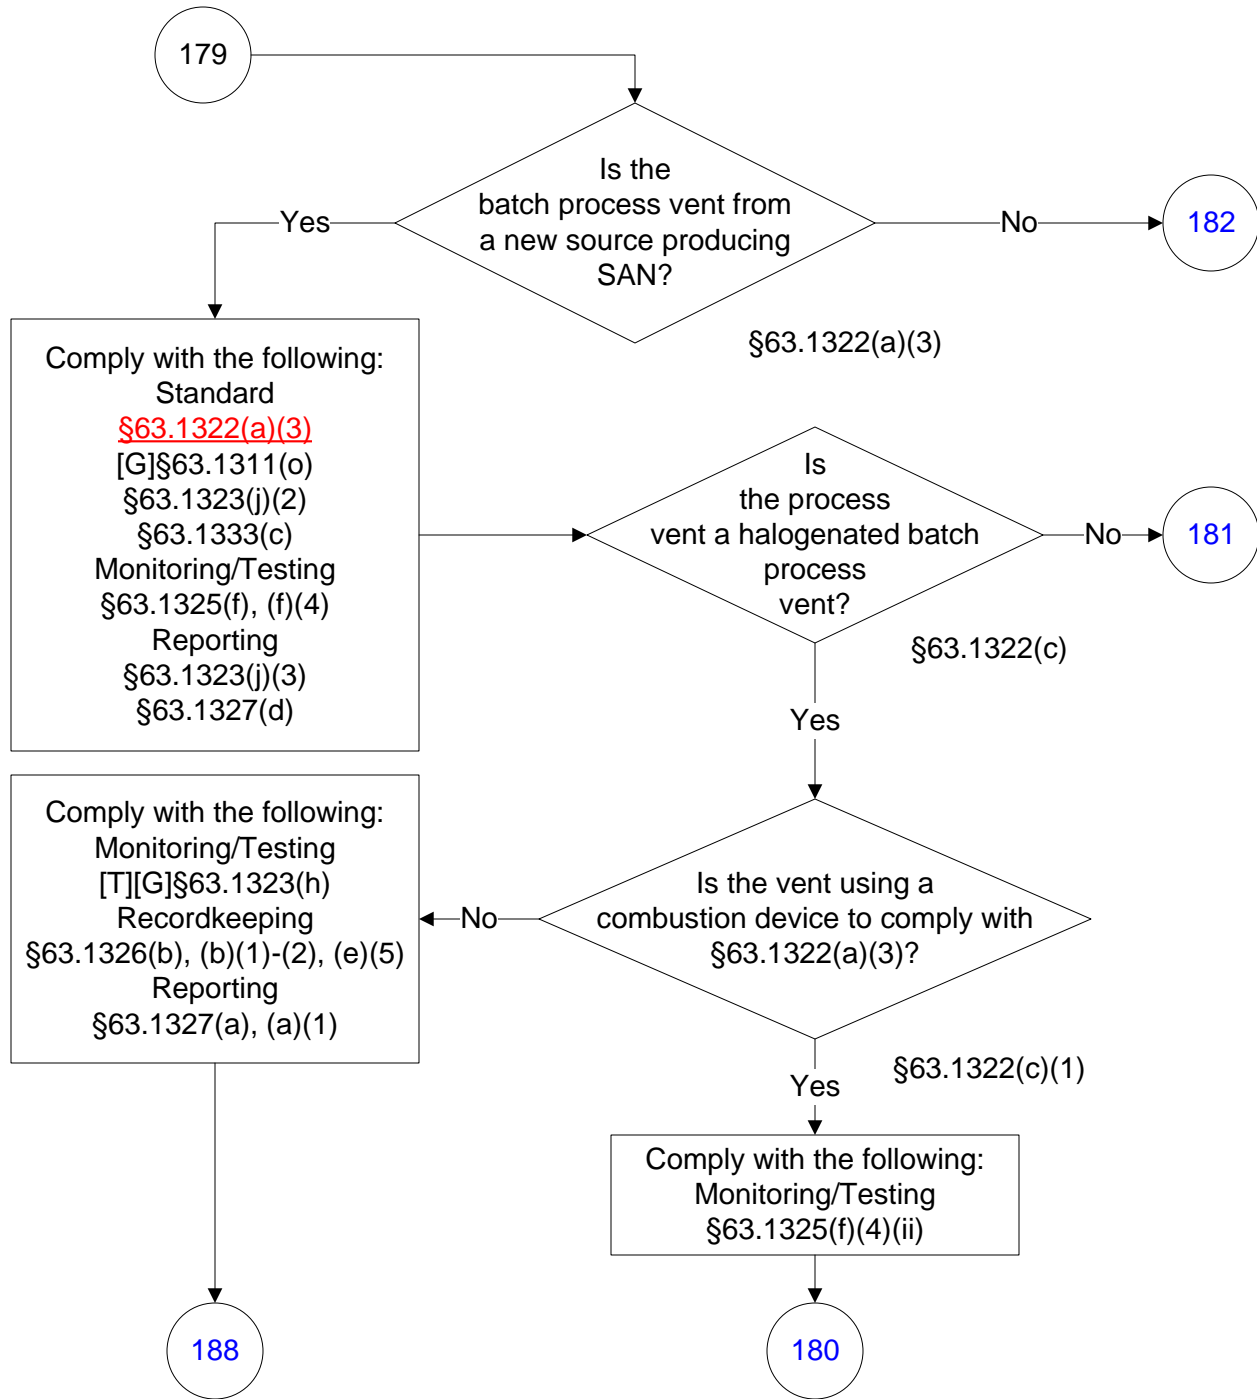 179
Is the
batch process vent from
a new source producing
SAN?
Yes
No
182
§63.1322(a)(3)
Comply with the following:
Standard
§63.1322(a)(3)
[G]§63.1311(o)
§63.1323(j)(2)
§63.1333(c)
Monitoring/Testing
§63.1325(f), (f)(4)
Reporting
§63.1323(j)(3)
§63.1327(d)
Is
the process
vent a halogenated batch
process
vent?
No
181
§63.1322(c)
Yes
Is the vent using a
combustion device to comply with
§63.1322(a)(3)?
No
Comply with the following:
Monitoring/Testing
[T][G]§63.1323(h)
Recordkeeping
§63.1326(b), (b)(1)-(2), (e)(5)
Reporting
§63.1327(a), (a)(1)
§63.1322(c)(1)
Yes
Comply with the following:
Monitoring/Testing
§63.1325(f)(4)(ii)
188
180